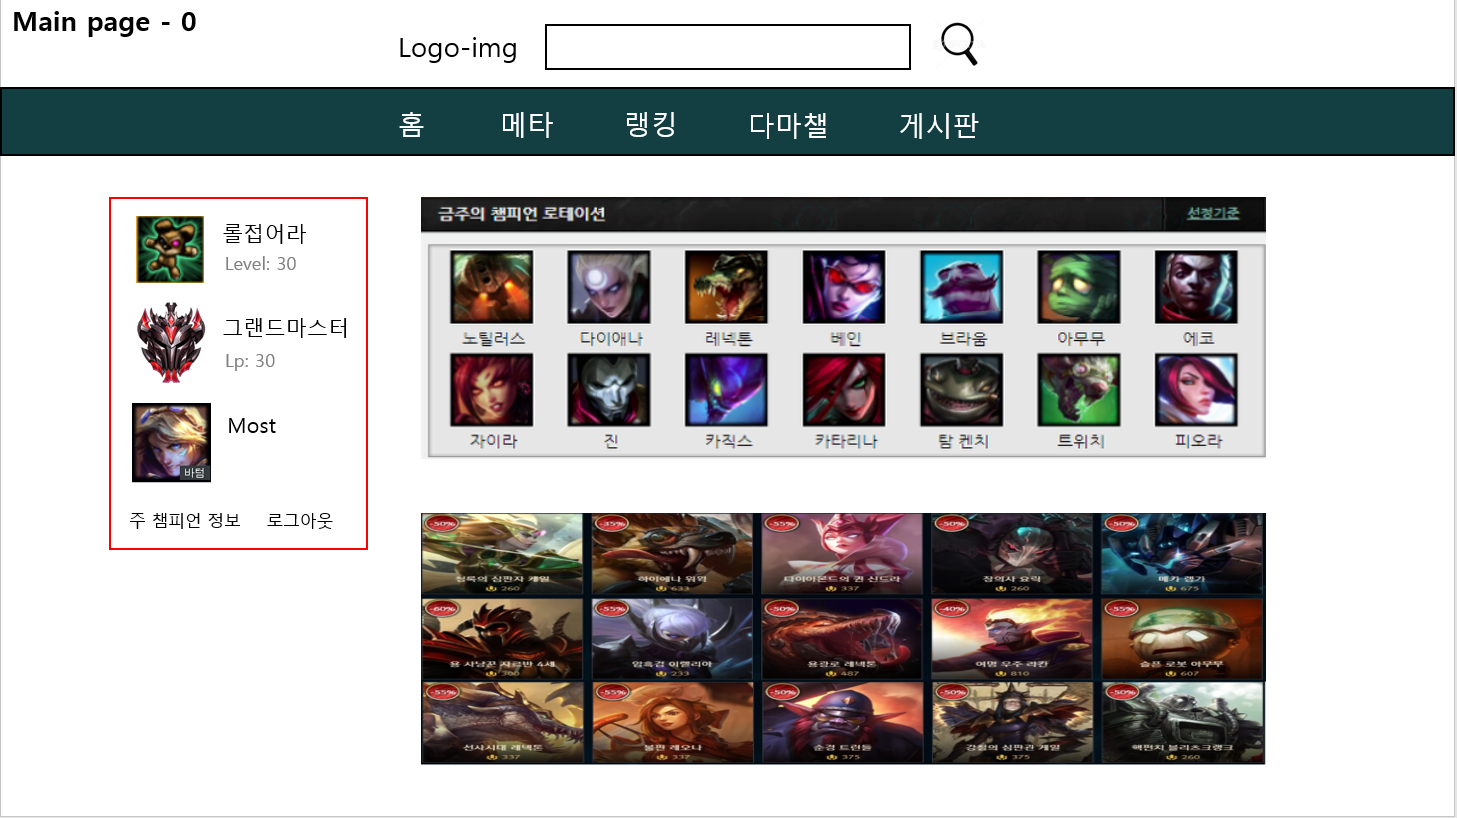 Main page - 0
Logo-img
홈 메타 랭킹 다마챌 게시판
롤접어라
Level: 30
그랜드마스터
Lp: 30
Most
바텀
주 챔피언 정보 로그아웃
금주의 챔피언 로테이션 선정기준
노틸러스 다이애나 레넥톤 베인 브라움 아무무 에코
자이라 진 카직스 카타리나 탐 켄치 트위치 피오라
-50% -35% -55% -50% -50%
청록의 심판자 케일 하이에나 워윅 다이아몬드의 퀸 신드라 장의사 요릭 메카 렝가
260 633 337 260 675
-60% -55% -50% -40% -55%
용 사냥꾼 자르반 4세 암흑검 이렐리아 용광로 레넥톤 여명 우주 라칸 슬픈 로봇 아무무
390 233 487 810 607
-55% -55% -50% -50% -50%
선사시대 레넥톤 불판 레오나 순경 트런들 강철의 심판관 케일 핵펀치 블리츠크랭크
337 337 375 375 260